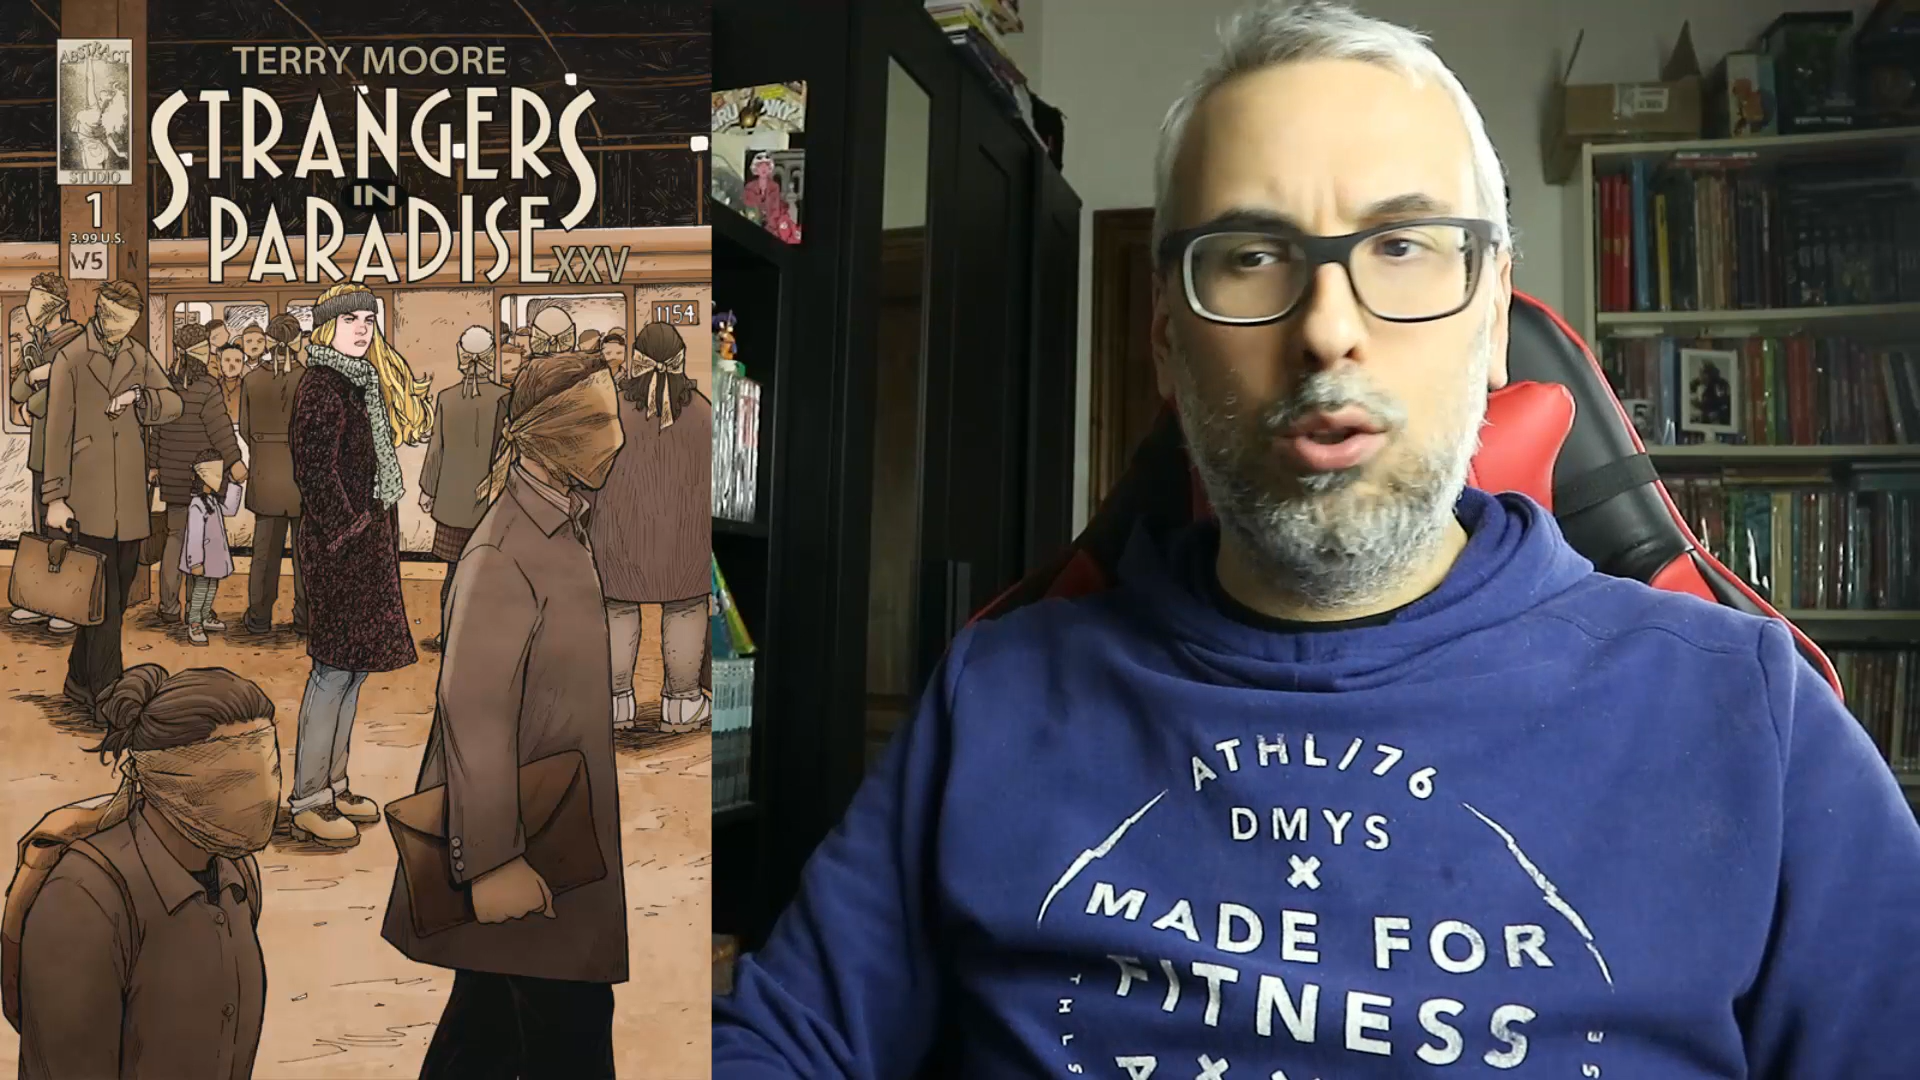 ABSTRACT
STUDIO
1
3.99 U.S.
W5
N
TERRY MOORE
STRANGERS
IN
PARADISE XXV
1154
ATHL/76
DMYS
X
MADE FOR
FITNESS